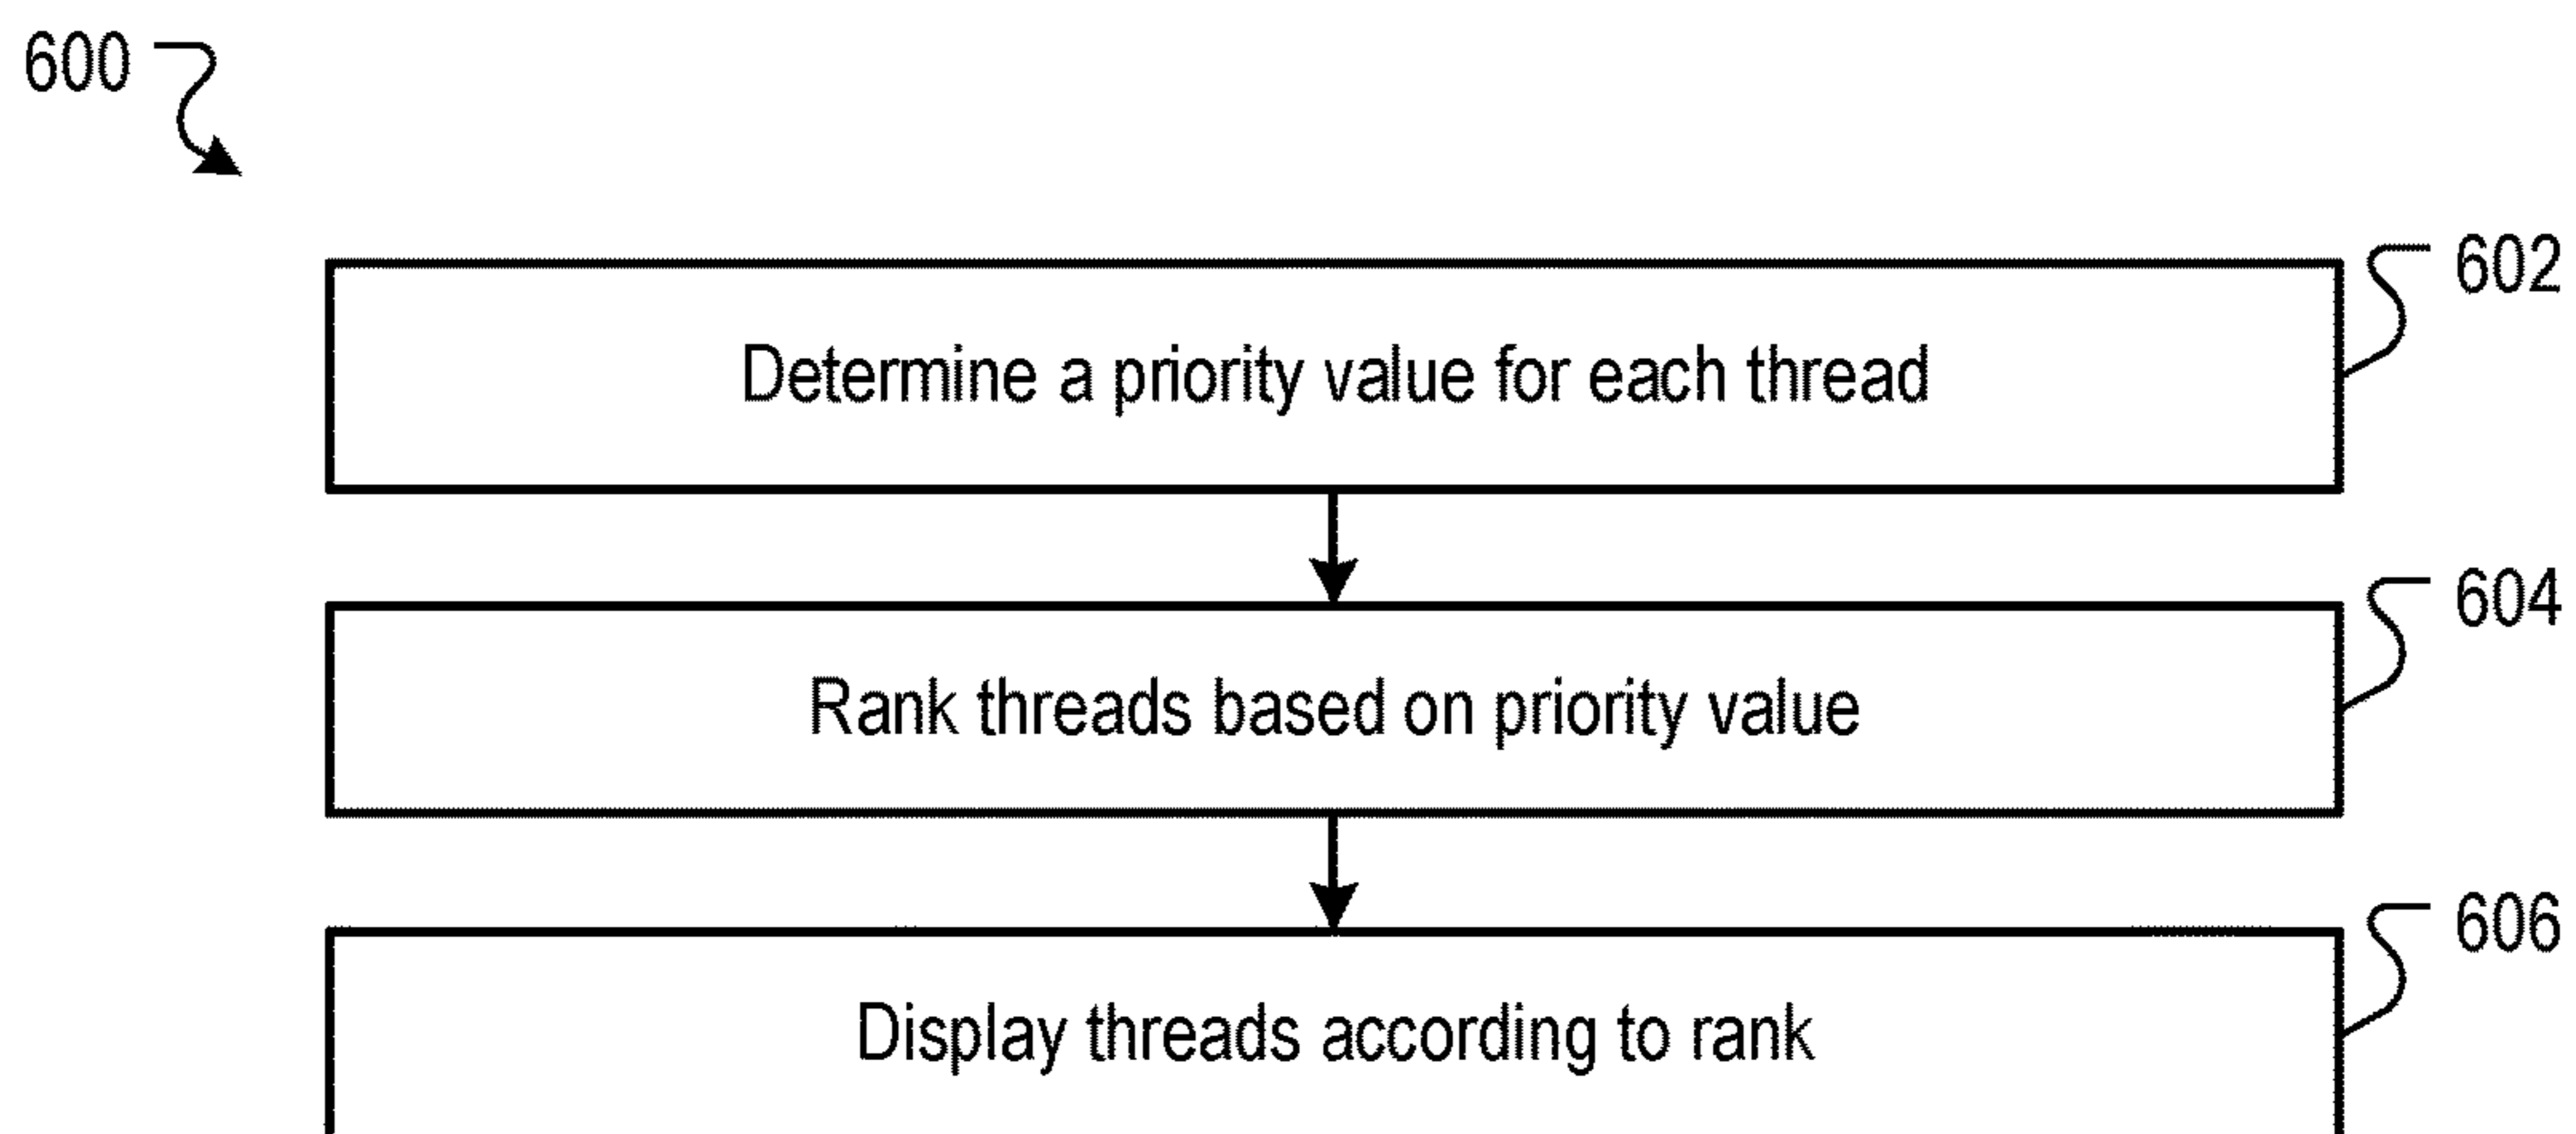 600
602
Determine a priority value for each thread
604
Rank threads based on priority value
606
Display threads according to rank